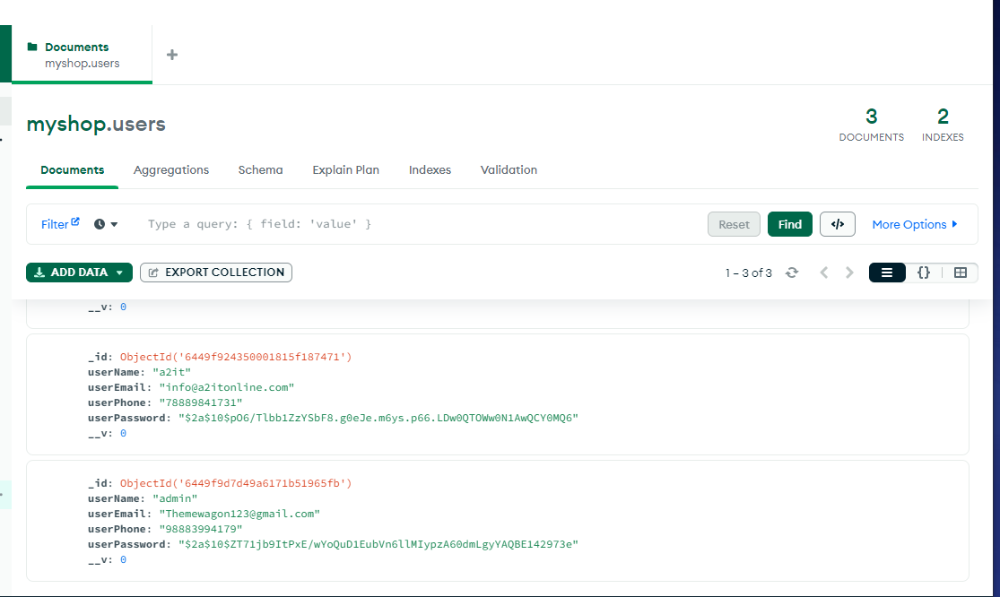 Documents
myshop.users
myshop.users
3
DOCUMENTS
2
INDEXES
Documents Aggregations Schema Explain Plan Indexes Validation
Filter Type a query: { field: 'value' } Reset Find </> More Options
ADD DATA EXPORT COLLECTION 1 – 3 of 3 {}
__v: 0
_id: ObjectId('6449f924350001815f187471')
userName: "a2it"
userEmail: "info@a2itonline.com"
userPhone: "78889841731"
userPassword: "$2a$10$pO6/Tlbb1ZzYSbF8.g0eJe.m6ys.p66.LDw0QTOWw0N1AwQCY0MQ6"
__v: 0
_id: ObjectId('6449f9d7d49a6171b51965fb')
userName: "admin"
userEmail: "Themewagon123@gmail.com"
userPhone: "98883994179"
userPassword: "$2a$10$ZT71jb9ItPxE/wYoQuD1EubVn6llMIypzA60dmLgyYAQBE142973e"
__v: 0